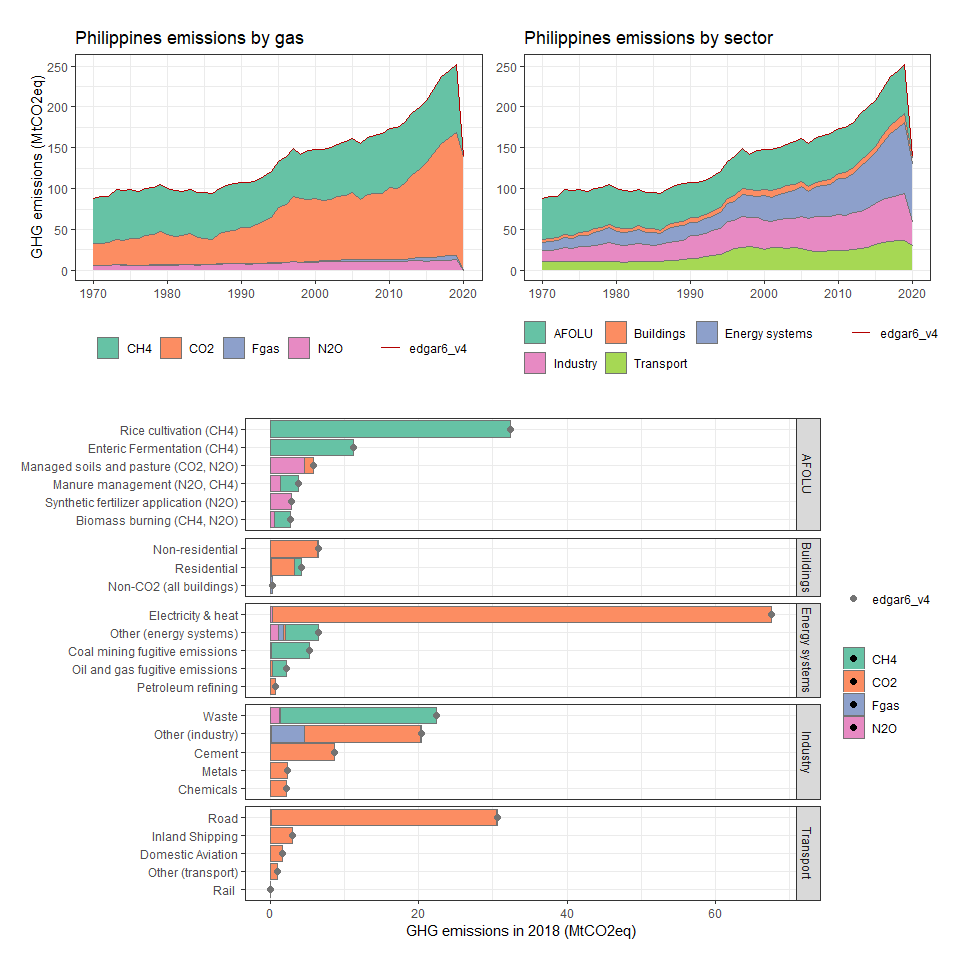 Philippines emissions by gas
GHG emissions (MtCO2eq)
250
200
150
100
50
0
1970 1980 1990 2000 2010 2020
CH4 CO2 Fgas N2O edgar6_v4
Philippines emissions by sector
250
200
150
100
50
0
1970 1980 1990 2000 2010 2020
AFOLU Buildings Energy systems edgar6_v4
Industry Transport
Rice cultivation (CH4)
Enteric Fermentation (CH4)
Managed soils and pasture (CO2, N2O)
Manure management (N2O, CH4)
Synthetic fertilizer application (N2O)
Biomass burning (CH4, N2O)
AFOLU
Non-residential
Residential
Non-CO2 (all buildings)
Buildings
Electricity & heat
Other (energy systems)
Coal mining fugitive emissions
Oil and gas fugitive emissions
Petroleum refining
Energy systems
Waste
Other (industry)
Cement
Metals
Chemicals
Industry
Road
Inland Shipping
Domestic Aviation
Other (transport)
Rail
Transport
0 20 40 60
GHG emissions in 2018 (MtCO2eq)
edgar6_v4
CH4
CO2
Fgas
N2O